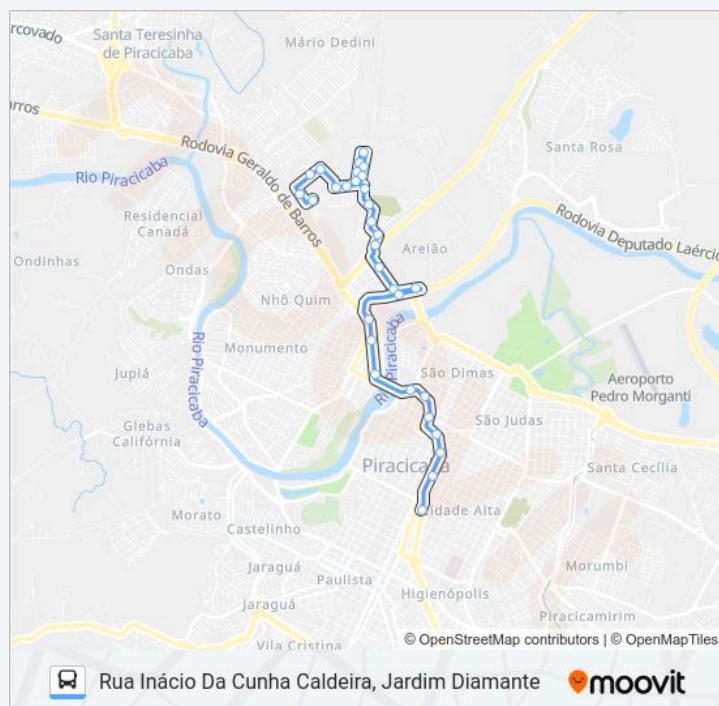 orcovado
Santa Teresinha
de Piracicaba
Mário Dedini
arros
Rodovia Geraldo de Barros
Santa Rosa
Rio Piracicaba
Residencial
Canadá
Rodovia Deputado Laércio
Areião
Ondinhas
Ondas
Nhô Quim
Rio Piracicaba
Monumento
Rio Piracicaba
São Dimas
Jupiá
Aeroporto
Pedro Morganti
São Judas
Glebas
Califórnia
Piracicaba
Santa Cecília
Morato
Cidade Alta
Castelinho
Jaraguá
Paulista
Morumbi
Higienópolis
Jaraguá
Piracicamirim
Vila Cristina
© OpenStreetMap contributors | © OpenMapTiles
Rua Inácio Da Cunha Caldeira, Jardim Diamante
moovit